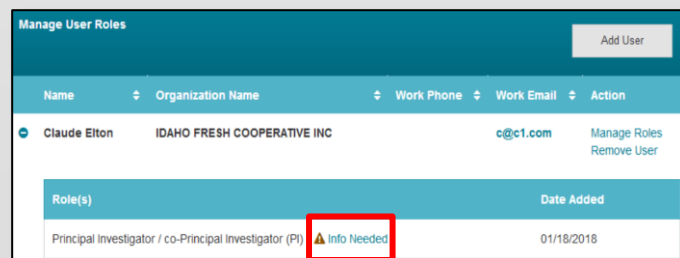 Manage User Roles
Add User
Name Organization Name Work Phone Work Email Action
Claude Elton IDAHO FRESH COOPERATIVE INC c@c1.com Manage Roles
Remove User
Role(s) Date Added
Principal Investigator / co-Principal Investigator (PI) Info Needed 01/18/2018